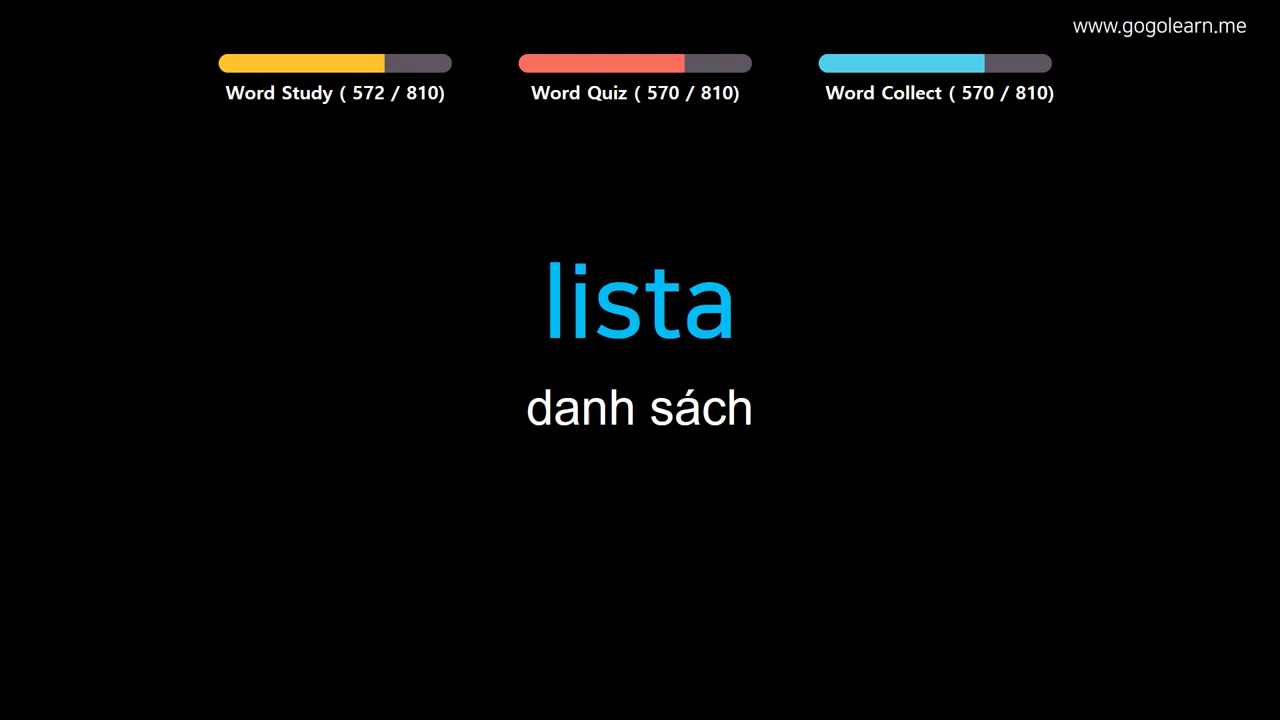 www.gogolearn.me
Word Study ( 572 / 810)
Word Quiz ( 570 / 810)
Word Collect ( 570 / 810)
lista
danh sách